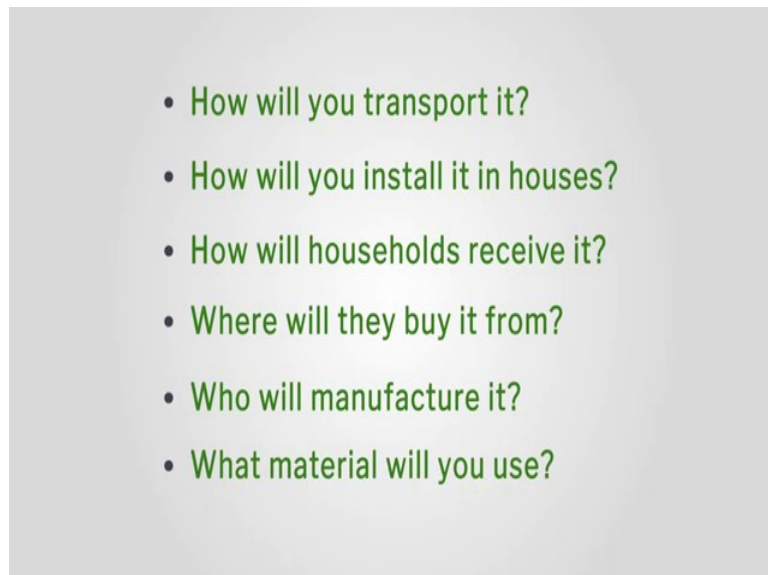 • How will you transport it?
• How will you install it in houses?
• How will households receive it?
• Where will they buy it from?
• Who will manufacture it?
• What material will you use?